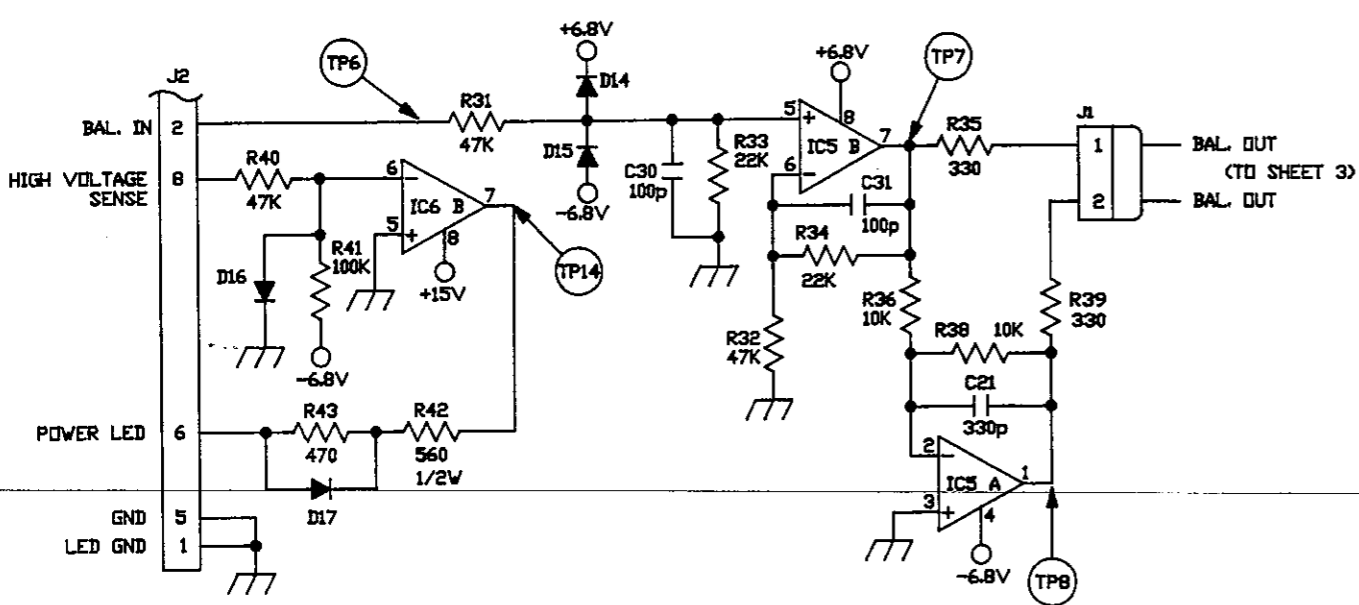 J2
BAL. IN 2
HIGH VOLTAGE SENSE 8
POWER LED 6
GND 5
LED GND 1
TP6
R31
47K
R40
47K
D16
R41
100K
-6.8V
6
5
IC6 B
7
8
+15V
TP14
R43
470
R42
560
1/2W
D17
+6.8V
D14
D15
-6.8V
C30
100p
R33
22K
+6.8V
5
6
IC5 B
8
7
TP7
C31
100p
R34
22K
R32
47K
R35
330
R36
10K
R38 10K
C21
330p
R39
330
2
3
IC5 A
1
4
-6.8V
TP8
J1
1 BAL. OUT
(TO SHEET 3)
2 BAL. OUT